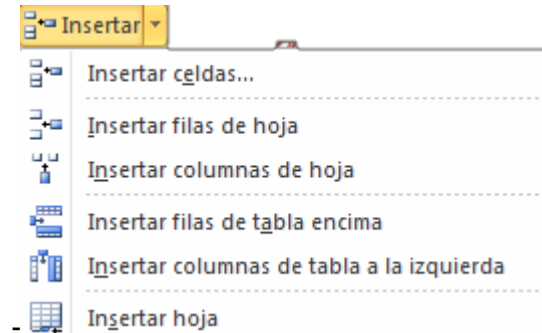 Insertar
Insertar celdas...
Insertar filas de hoja
Insertar columnas de hoja
Insertar filas de tabla encima
Insertar columnas de tabla a la izquierda
- Insertar hoja